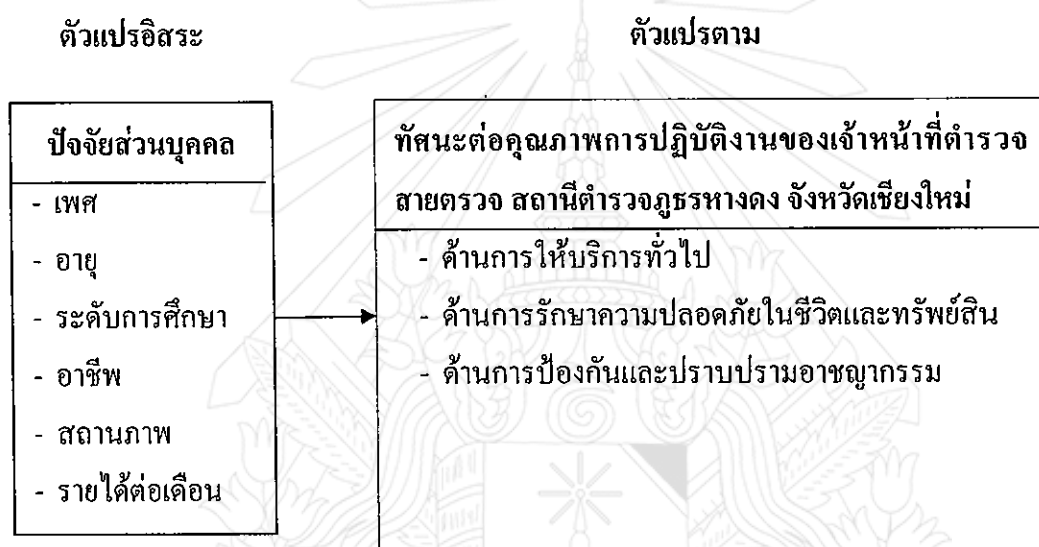 ตัวแปรอิสระ
ตัวแปรตาม
ปัจจัยส่วนบุคคล
- เพศ
- อายุ
- ระดับการศึกษา
- อาชีพ
- สถานภาพ
- รายได้ต่อเดือน
ทัศนะต่อคุณภาพการปฏิบัติงานของเจ้าหน้าที่ตำรวจ
สายตรวจ สถานีตำรวจภูธรหางดง จังหวัดเชียงใหม่
- ด้านการให้บริการทั่วไป
- ด้านการรักษาความปลอดภัยในชีวิตและทรัพย์สิน
- ด้านการป้องกันและปราบปรามอาชญากรรม